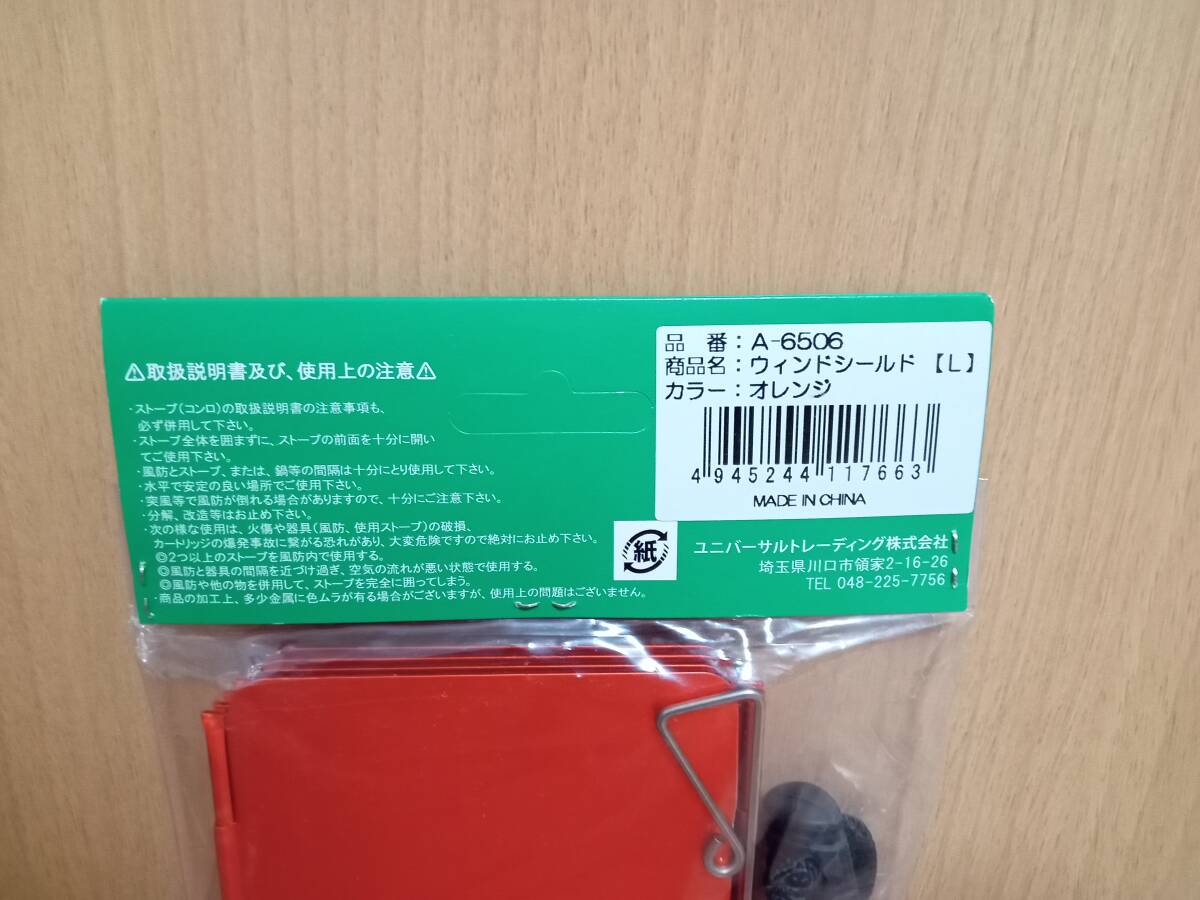 ⚠取扱説明書及び、使用上の注意⚠
・ストーブ(コンロ)の取扱説明書の注意事項も、
必ず併用して下さい。
・ストーブ全体を囲まずに、ストーブの前面を十分に開い
てご使用下さい。
・風防とストーブ、または、鍋等の間隔は十分にとり使用して下さい。
・水平で安定の良い場所でご使用下さい。
・突風等で風防が倒れる場合がありますので、十分にご注意下さい。
・分解、改造等はお止め下さい。
・次の様な使用は、火傷や器具(風防、使用ストーブ)の破損、
カートリッジの爆発事故に繋がる恐れがあり、大変危険ですので絶対にお止め下さい。
◎2つ以上のストーブを風防内で使用する。
◎風防と器具の間隔を近づけ過ぎ、空気の流れが悪い状態で使用する。
◎風防や他の物を併用して、ストーブを完全に囲ってしまう。
・商品の加工上、多少金属に色ムラが有る場合がございますが、使用上の問題はございません。
紙
品 番：A-6506
商品名：ウィンドシールド【L】
カラー：オレンジ
4 945244 117663
MADE IN CHINA
ユニバーサルトレーディング株式会社
埼玉県川口市領家2-16-26
TEL 048-225-7756